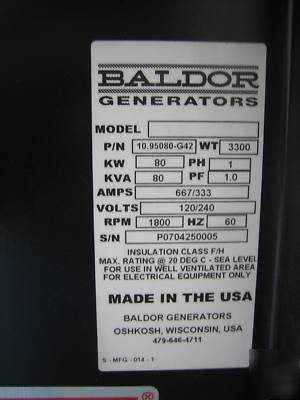 BALDOR
GENERATORS
MODEL
P/N 10.95080-G42 WT 3300
KW 80 PH 1
KVA 80 PF 1.0
AMPS 667/333
VOLTS 120/240
RPM 1800 HZ 60
S/N P0704250005
INSULATION CLASS F/H
MAX. RATING @ 20 DEG C - SEA LEVEL
FOR USE IN WELL VENTILATED AREA
FOR ELECTRICAL EQUIPMENT ONLY
MADE IN THE USA
BALDOR GENERATORS
OSHKOSH, WISCONSIN, USA
479-646-4711
S - MFG - 014 - 1